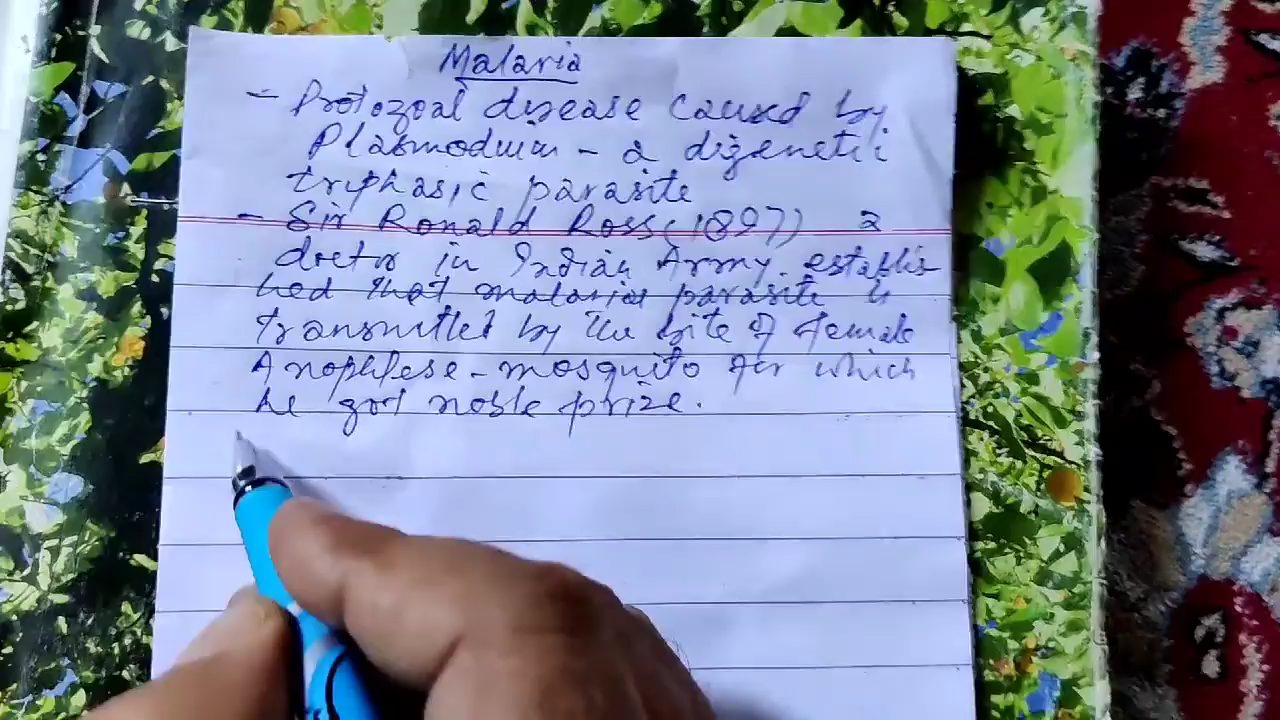 Malaria
- Protozoal disease caused by
Plasmodium - a digenetic
triphasic parasite
- Sir Ronald Ross (1897) a
doctor in Indian Army. establis
hed that malarial parasite is
transmitted by the bite of female
Anophlese - mosquito for which
he got noble prize.